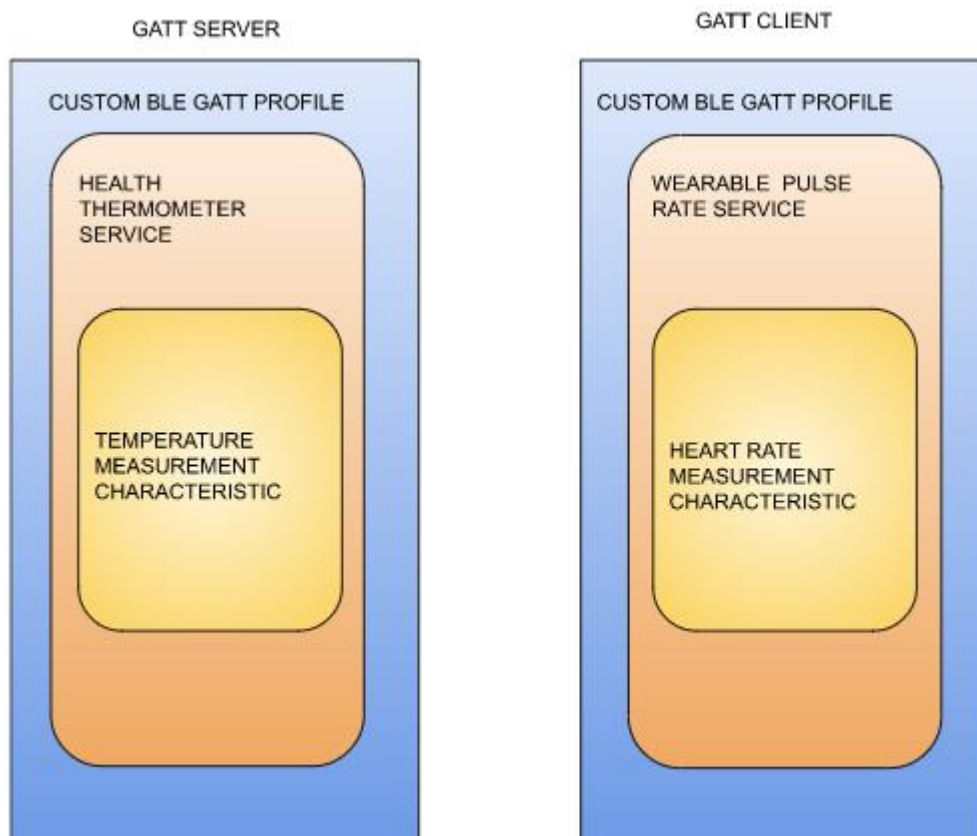 GATT SERVER
CUSTOM BLE GATT PROFILE
HEALTH
THERMOMETER
SERVICE
TEMPERATURE
MEASUREMENT
CHARACTERISTIC
GATT CLIENT
CUSTOM BLE GATT PROFILE
WEARABLE PULSE
RATE SERVICE
HEART RATE
MEASUREMENT
CHARACTERISTIC